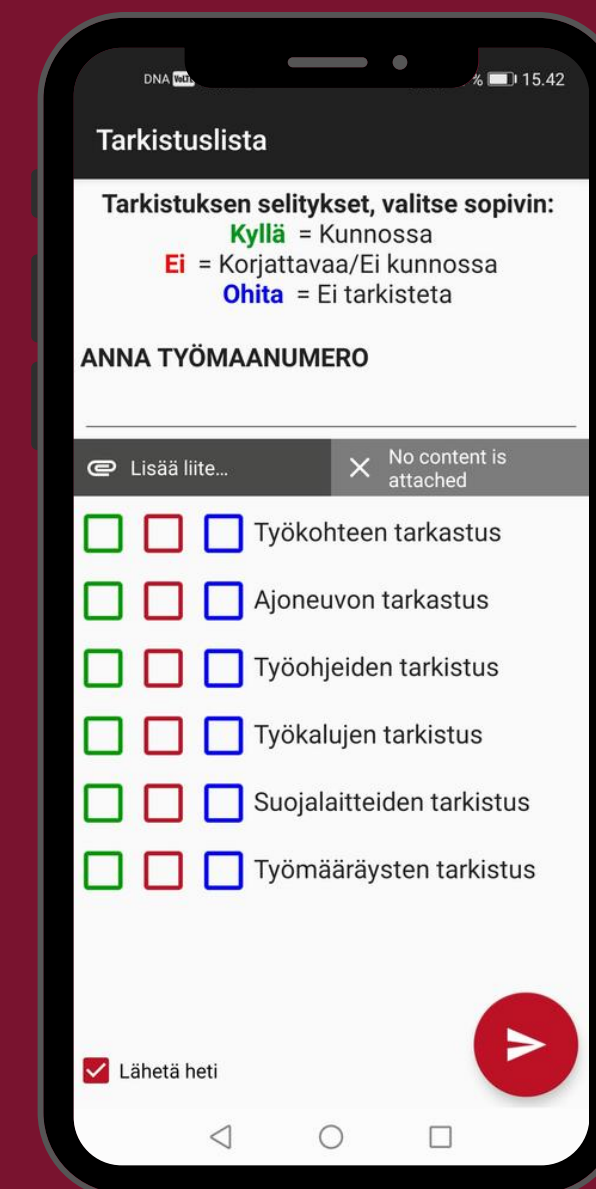 DNA VoLTE % 15.42
Tarkistuslista
Tarkistuksen selitykset, valitse sopivin:
Kyllä = Kunnossa
Ei = Korjattavaa/Ei kunnossa
Ohita = Ei tarkisteta
ANNA TYÖMAANUMERO
Lisää liite... No content is
attached
Työkohteen tarkastus
Ajoneuvon tarkastus
Työohjeiden tarkistus
Työkalujen tarkistus
Suojalaitteiden tarkistus
Työmääräysten tarkistus
Lähetä heti